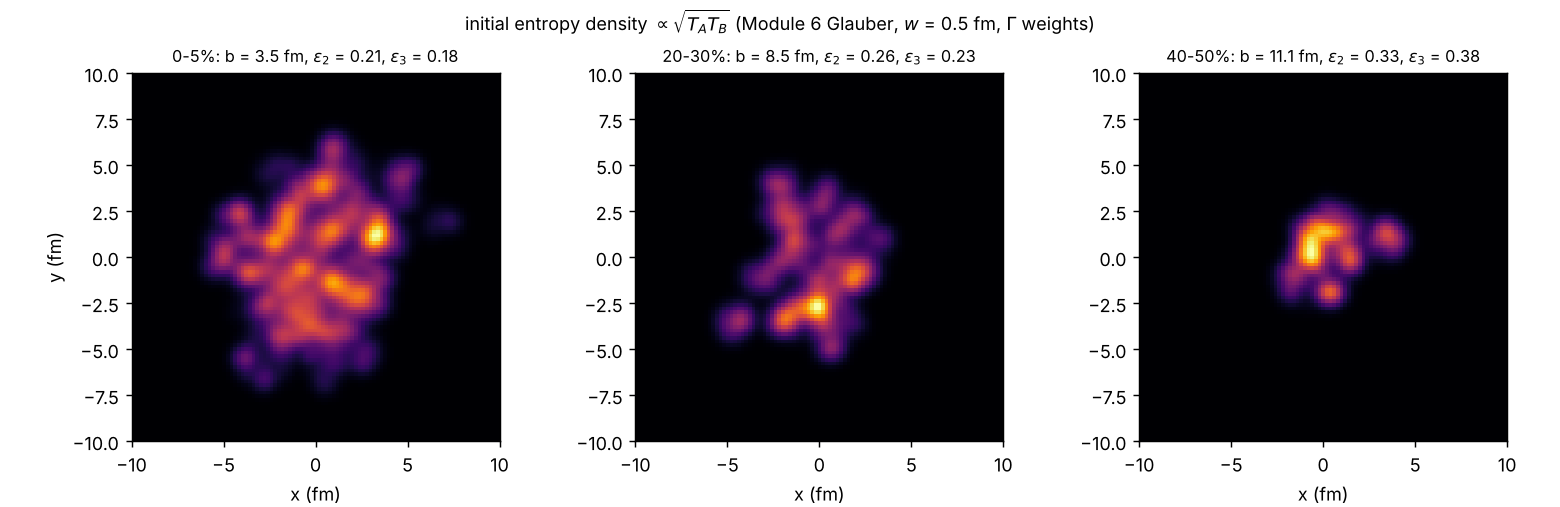 initial entropy density ∝ √T_A T_B (Module 6 Glauber, w = 0.5 fm, Γ weights)
0-5%: b = 3.5 fm, ε₂ = 0.21, ε₃ = 0.18
20-30%: b = 8.5 fm, ε₂ = 0.26, ε₃ = 0.23
40-50%: b = 11.1 fm, ε₂ = 0.33, ε₃ = 0.38
y (fm)
10.0
7.5
5.0
2.5
0.0
−2.5
−5.0
−7.5
−10.0
−10 −5 0 5 10
x (fm)
10.0
7.5
5.0
2.5
0.0
−2.5
−5.0
−7.5
−10.0
−10 −5 0 5 10
x (fm)
10.0
7.5
5.0
2.5
0.0
−2.5
−5.0
−7.5
−10.0
−10 −5 0 5 10
x (fm)